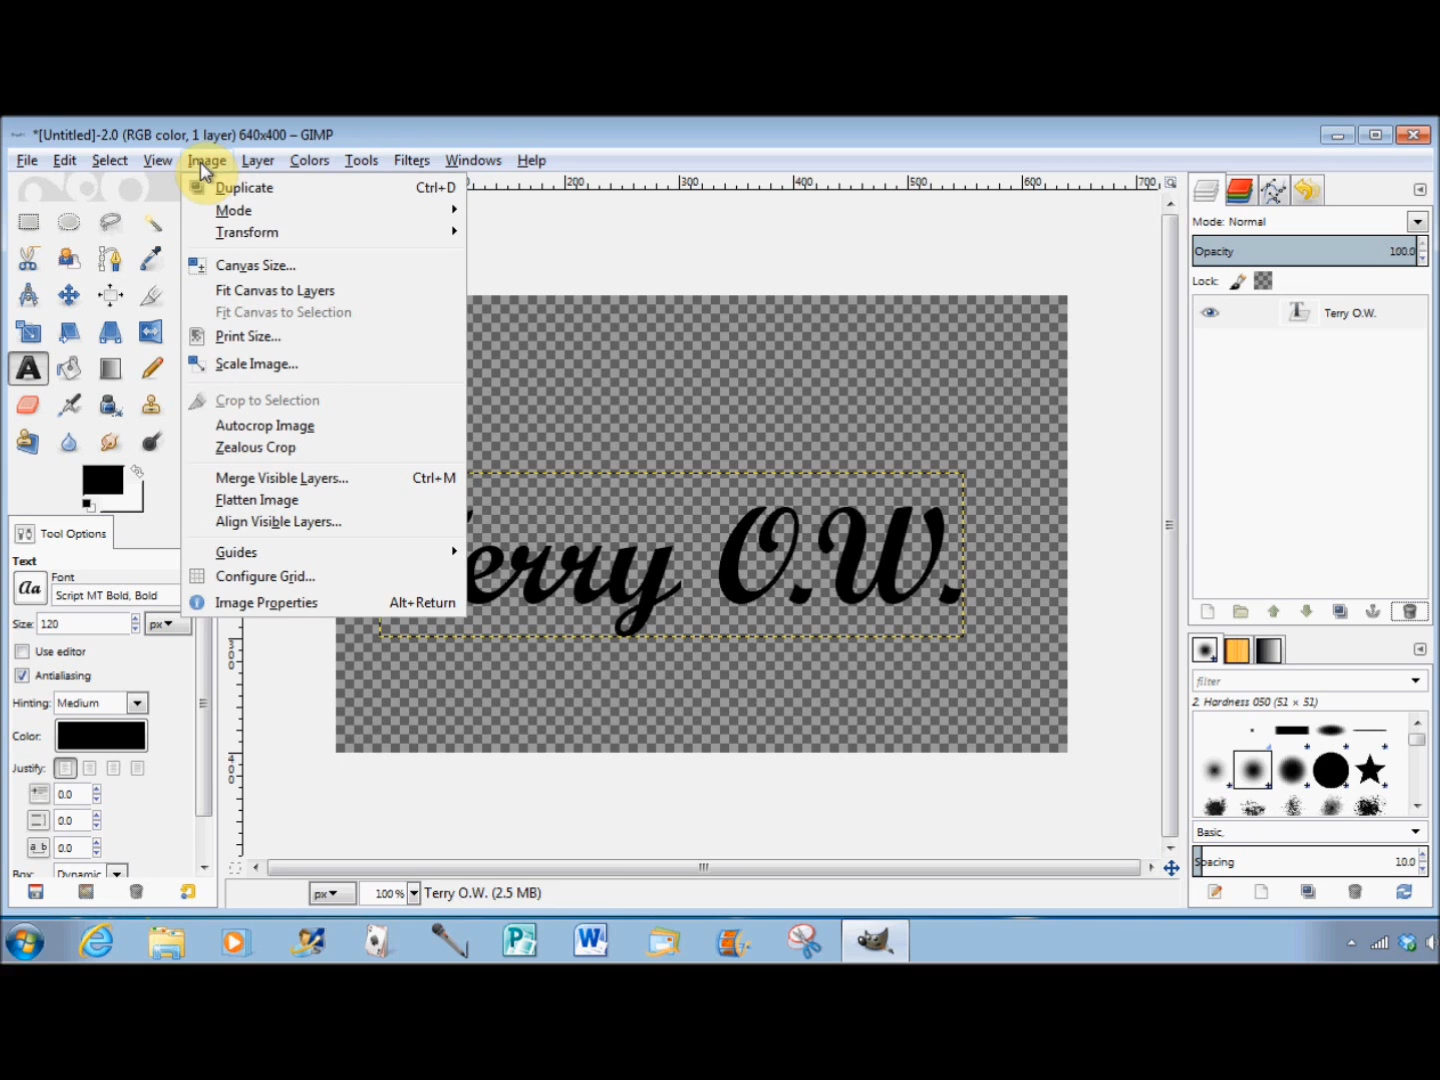 *[Untitled]-2.0 (RGB color, 1 layer) 640x400 – GIMP
File Edit Select View Image Layer Colors Tools Filters Windows Help
Duplicate Ctrl+D
Mode
Transform
Canvas Size...
Fit Canvas to Layers
Fit Canvas to Selection
Print Size...
Scale Image...
Crop to Selection
Autocrop Image
Zealous Crop
Merge Visible Layers... Ctrl+M
Flatten Image
Align Visible Layers...
Guides
Configure Grid...
Image Properties Alt+Return
200 300 400 500 600 700
300
400
erry O.W.
Tool Options
Text
Aa
Font
Script MT Bold, Bold
Size: 120 px
Use editor
Antialiasing
Hinting: Medium
Color:
Justify:
0.0
0.0
a_b 0.0
Box: Dynamic
px 100% Terry O.W. (2.5 MB)
Mode: Normal
Opacity 100.0
Lock:
Terry O.W.
filter
2. Hardness 050 (51 × 51)
Basic,
Spacing 10.0